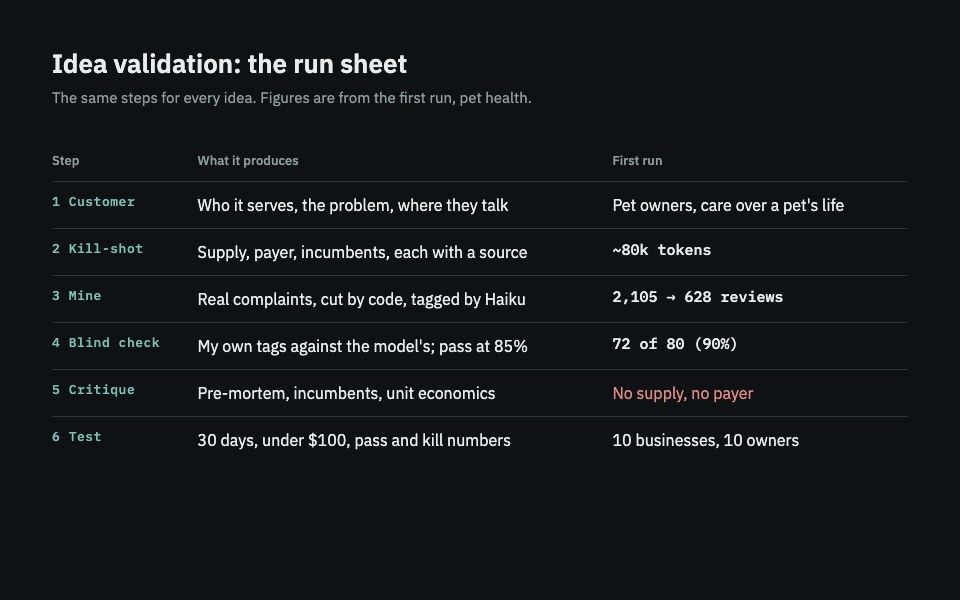 Idea validation: the run sheet
The same steps for every idea. Figures are from the first run, pet health.
Step What it produces First run
1 Customer Who it serves, the problem, where they talk Pet owners, care over a pet's life
2 Kill-shot Supply, payer, incumbents, each with a source ~80k tokens
3 Mine Real complaints, cut by code, tagged by Haiku 2,105 → 628 reviews
4 Blind check My own tags against the model's; pass at 85% 72 of 80 (90%)
5 Critique Pre-mortem, incumbents, unit economics No supply, no payer
6 Test 30 days, under $100, pass and kill numbers 10 businesses, 10 owners